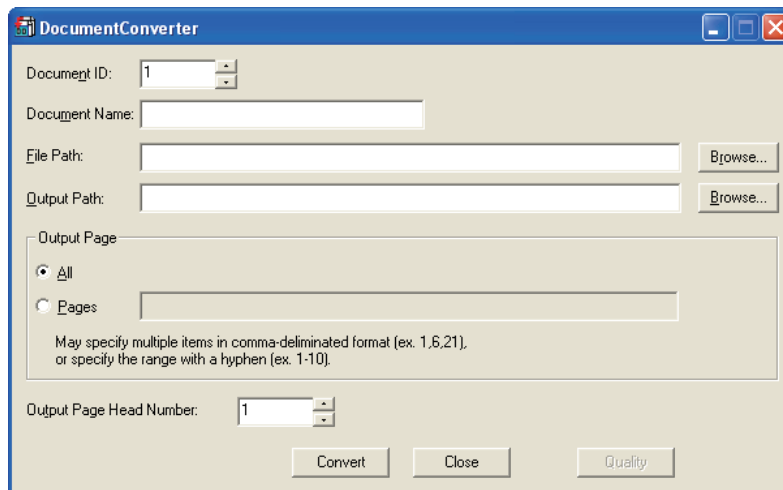 DocumentConverter
Document ID: 1
Document Name:
File Path: Browse...
Output Path: Browse...
Output Page
All
Pages
May specify multiple items in comma-deliminated format (ex. 1,6,21),
or specify the range with a hyphen (ex. 1-10).
Output Page Head Number: 1
Convert Close Quality